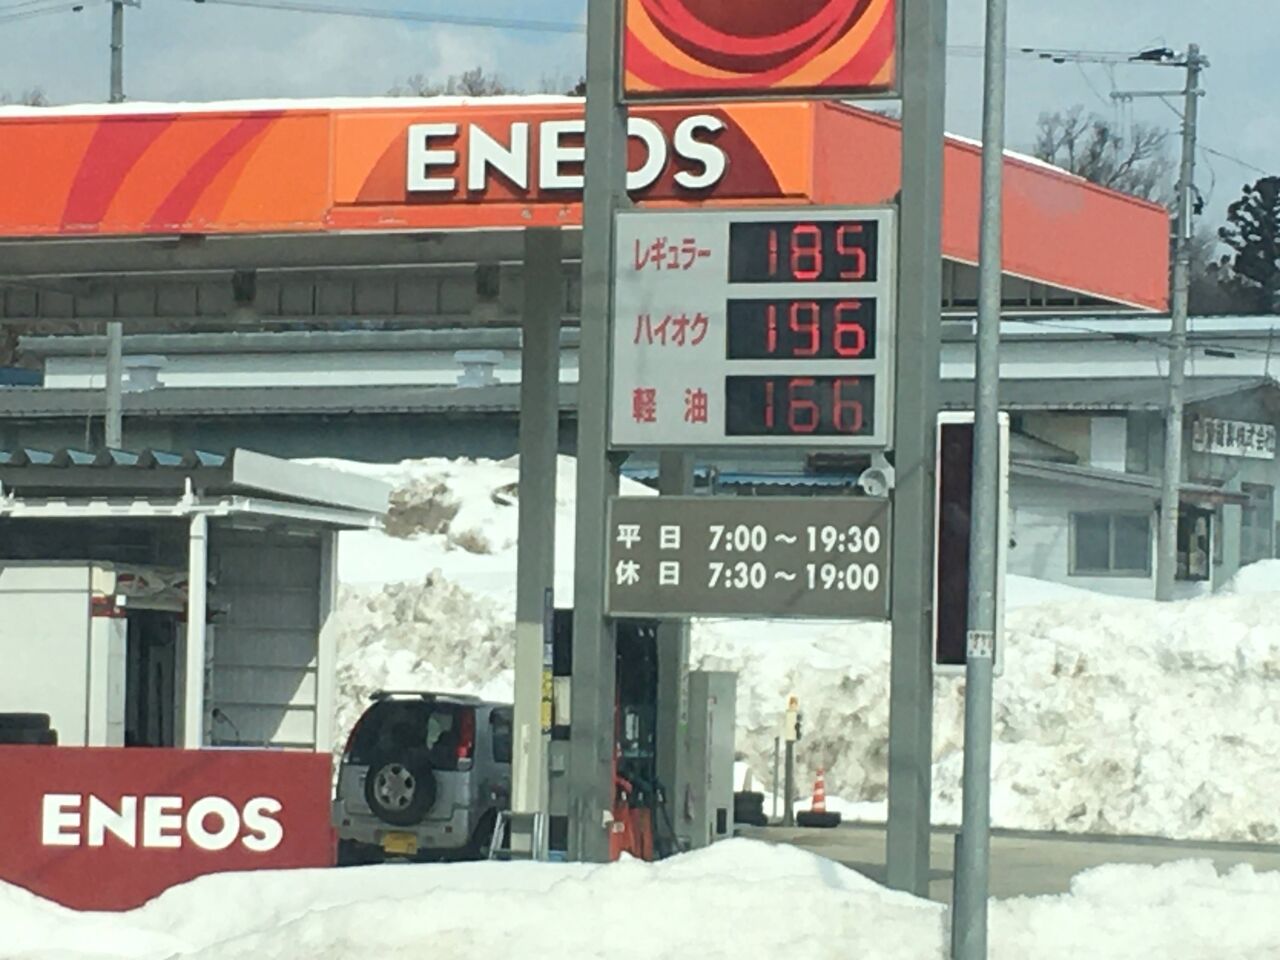 ENEOS
レギュラー 185
ハイオク 196
軽油 166
平日 7:00～19:30
休日 7:30～19:00
ENEOS